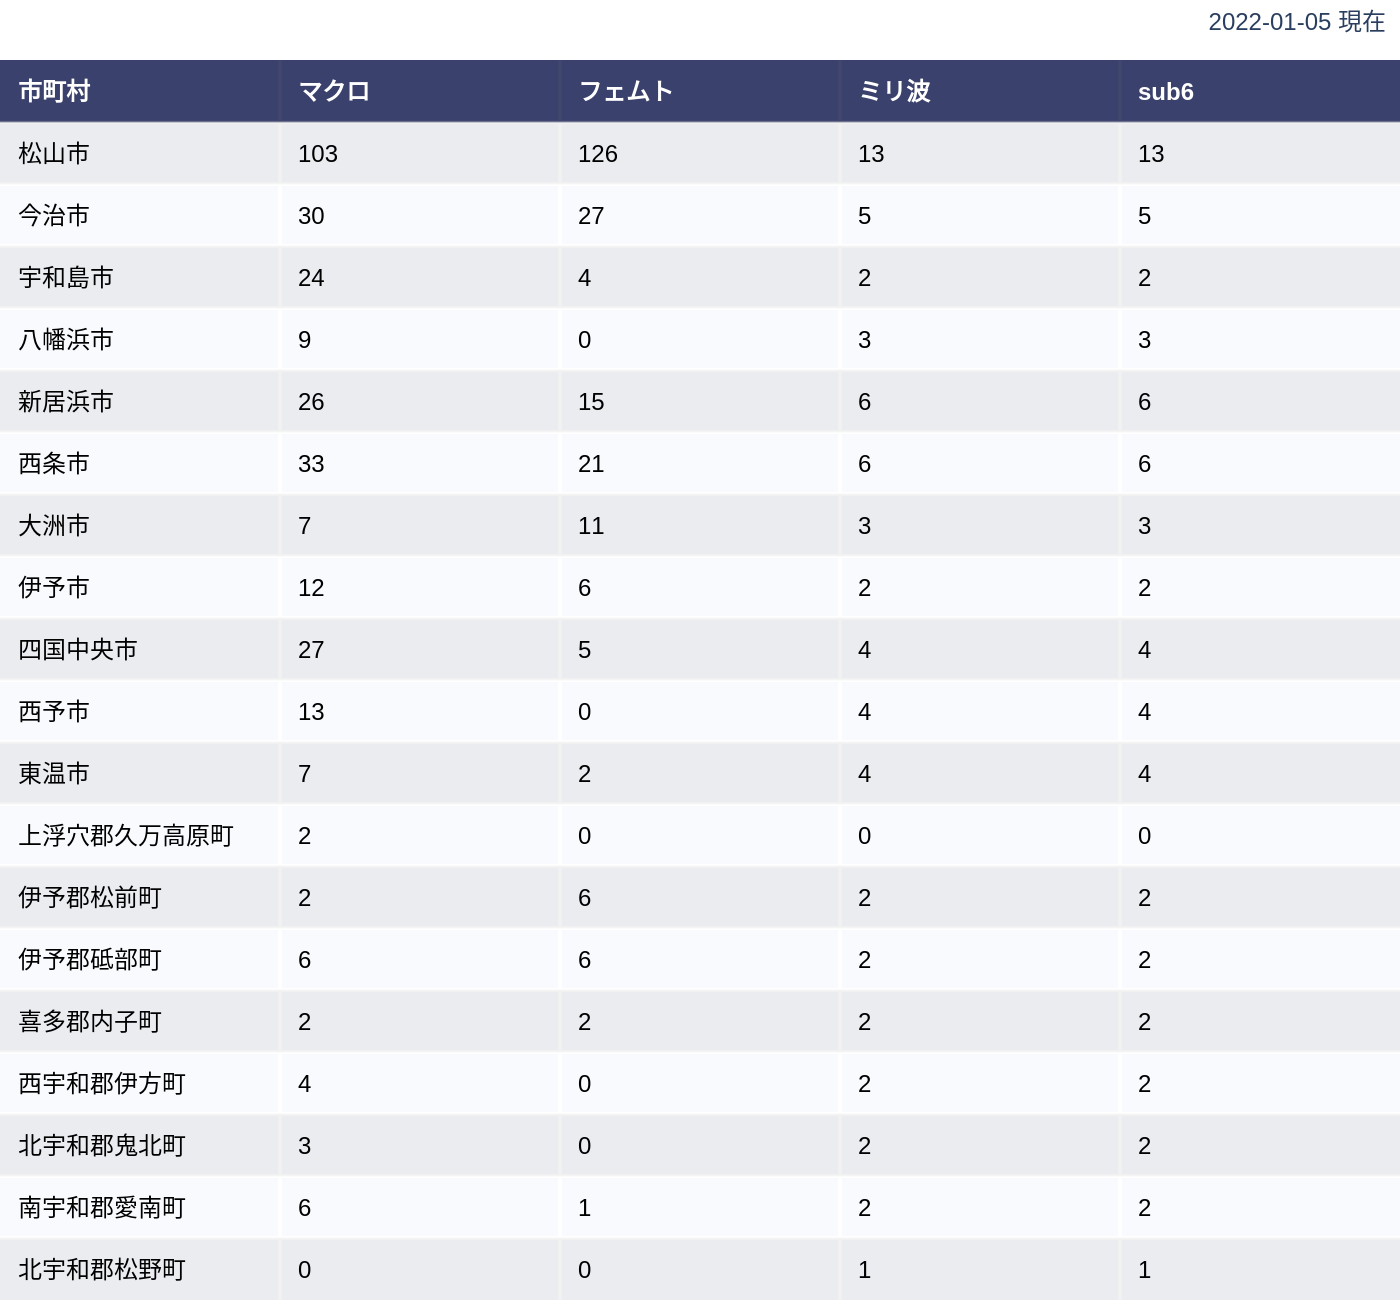 2022-01-05 現在
市町村 マクロ フェムト ミリ波 sub6
松山市 103 126 13 13
今治市 30 27 5 5
宇和島市 24 4 2 2
八幡浜市 9 0 3 3
新居浜市 26 15 6 6
西条市 33 21 6 6
大洲市 7 11 3 3
伊予市 12 6 2 2
四国中央市 27 5 4 4
西予市 13 0 4 4
東温市 7 2 4 4
上浮穴郡久万高原町 2 0 0 0
伊予郡松前町 2 6 2 2
伊予郡砥部町 6 6 2 2
喜多郡内子町 2 2 2 2
西宇和郡伊方町 4 0 2 2
北宇和郡鬼北町 3 0 2 2
南宇和郡愛南町 6 1 2 2
北宇和郡松野町 0 0 1 1